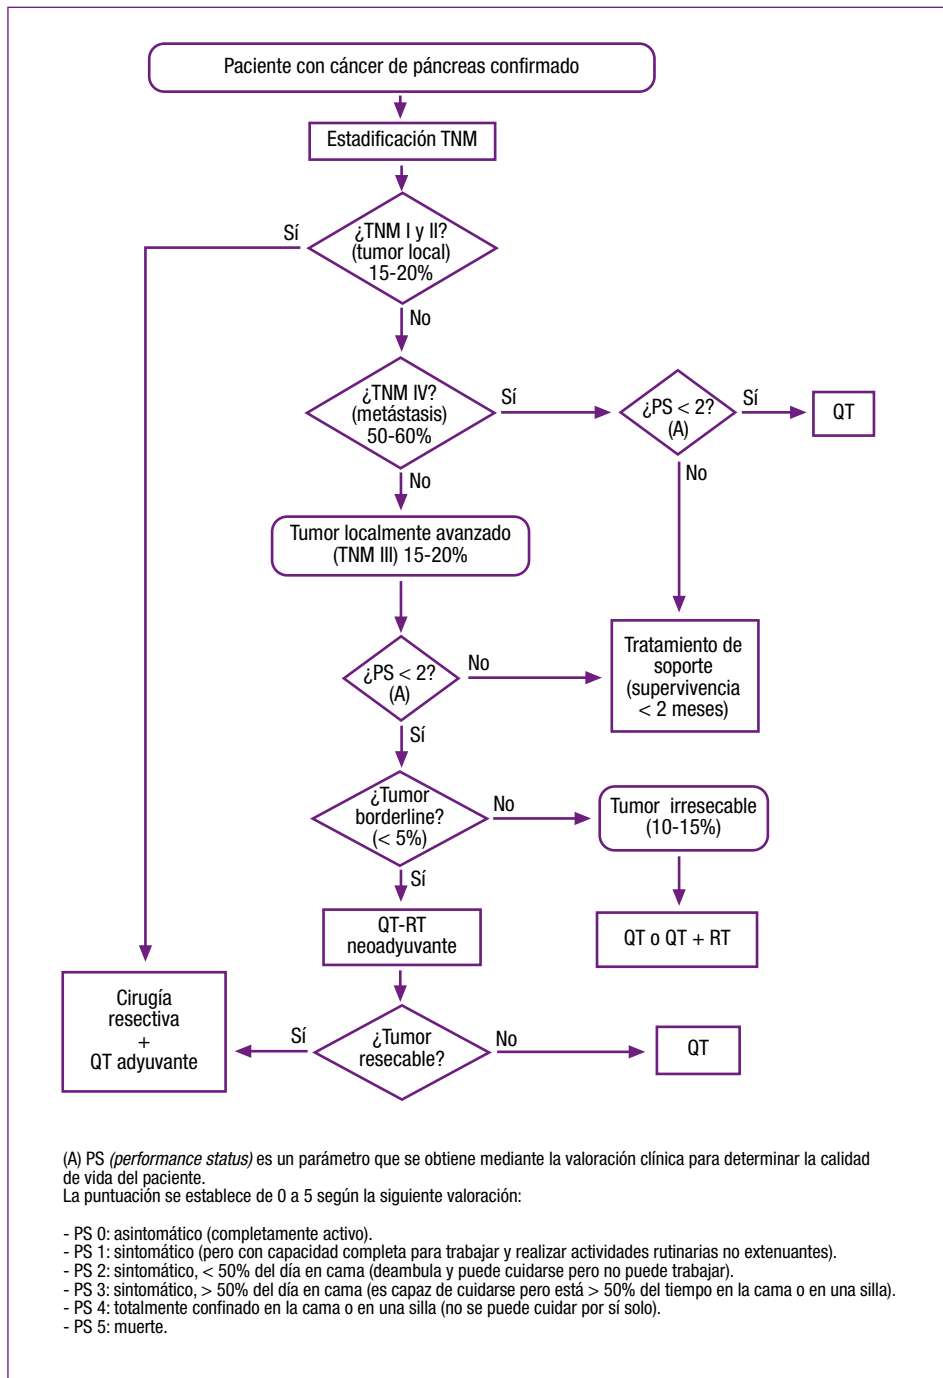 Paciente con cáncer de páncreas confirmado
Estadificación TNM
Sí
¿TNM I y II?
(tumor local)
15-20%
No
¿TNM IV?
(metástasis)
50-60%
Sí
¿PS < 2?
(A)
Sí
QT
No
No
Tumor localmente avanzado
(TNM III) 15-20%
¿PS < 2?
(A)
No
Tratamiento de
soporte
(supervivencia
< 2 meses)
Sí
¿Tumor
borderline?
(< 5%)
No
Tumor irresecable
(10-15%)
Sí
QT-RT
neoadyuvante
QT o QT + RT
Cirugía
resectiva
+
QT adyuvante
Sí
¿Tumor
resecable?
No
QT
(A) PS (performance status) es un parámetro que se obtiene mediante la valoración clínica para determinar la calidad
de vida del paciente.
La puntuación se establece de 0 a 5 según la siguiente valoración:
- PS 0: asintomático (completamente activo).
- PS 1: sintomático (pero con capacidad completa para trabajar y realizar actividades rutinarias no extenuantes).
- PS 2: sintomático, < 50% del día en cama (deambula y puede cuidarse pero no puede trabajar).
- PS 3: sintomático, > 50% del día en cama (es capaz de cuidarse pero está > 50% del tiempo en la cama o en una silla).
- PS 4: totalmente confinado en la cama o en una silla (no se puede cuidar por sí solo).
- PS 5: muerte.